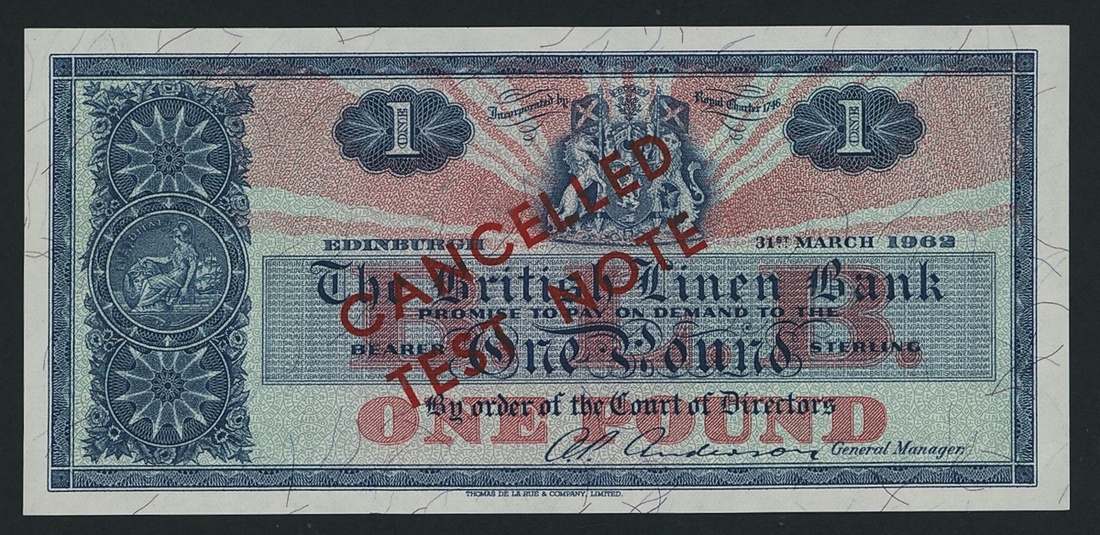 1
ONE
Incorporated by Royal Charter 1746.
1
ONE
EDINBURGH 31ST MARCH 1962
The British Linen Bank
PROMISE TO PAY ON DEMAND TO THE
BEARER One Pound STERLING
B.L.B.
By order of the Court of Directors
ONE POUND
General Manager.
CANCELLED
TEST NOTE
THOMAS DE LA RUE & COMPANY, LIMITED.